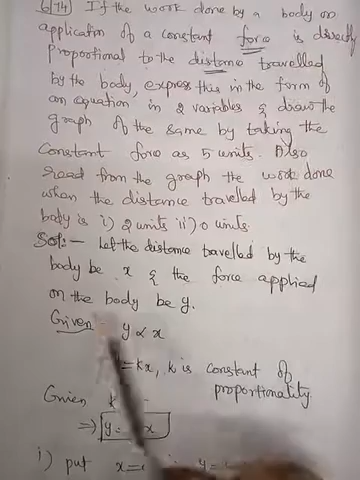 6) 74) If the work done by a body on
application of a constant force is directly
proportional to the distance travelled
by the body, express this in the form of
an equation in 2 variables & draw the
graph of the same by taking the
constant force as 5 units. Also
read from the graph the work done
when the distance travelled by the
body is i) 2 units ii) 0 units.
Sol:- Let the distance travelled by the
body be x & the force applied
on the body be y.
Given y ∝ x
= kx, k is constant of
proportionality
Given k
⇒ y = x
i) put x=